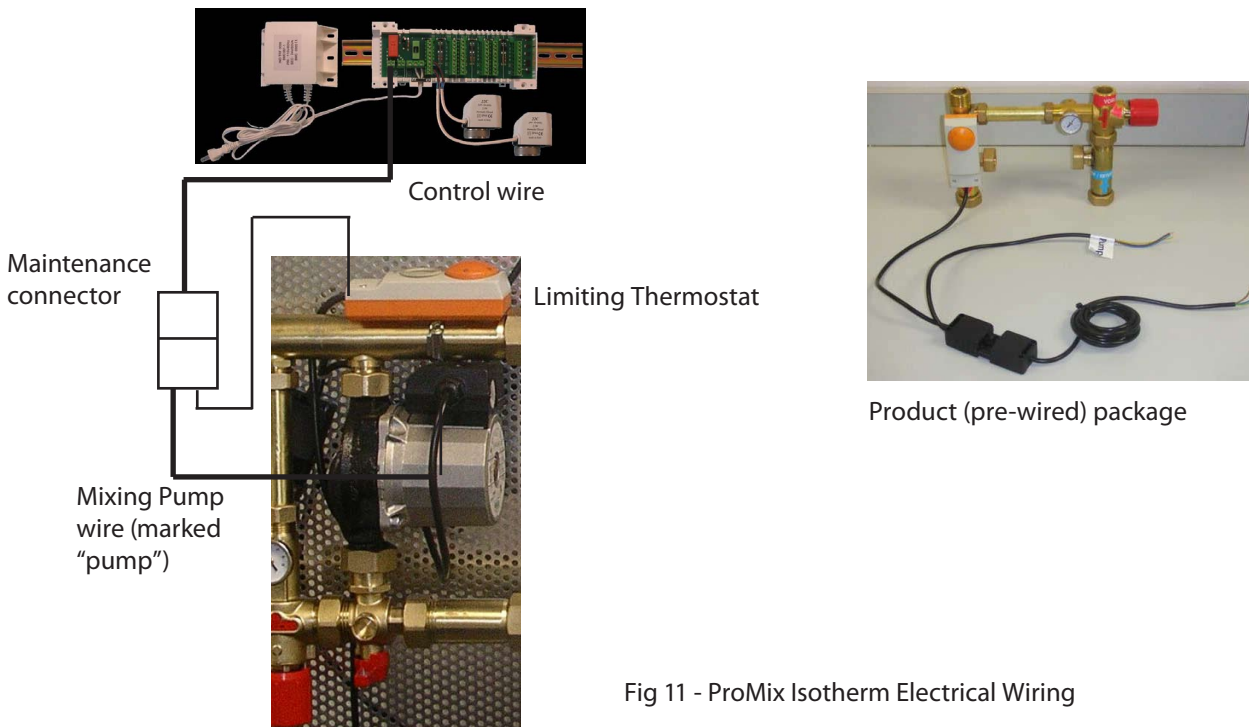 Control wire
Maintenance
connector
Limiting Thermostat
Mixing Pump
wire (marked
“pump”)
Pump
Product (pre-wired) package
Fig 11 - ProMix Isotherm Electrical Wiring